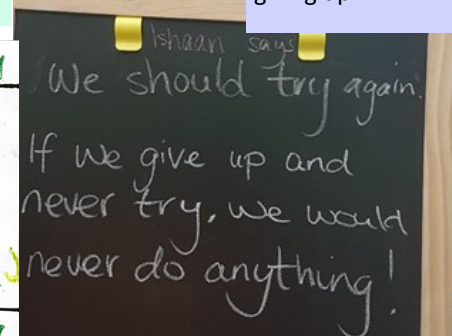 Ishaan says
We should try again.
If we give up and
never try, we would
never do anything!